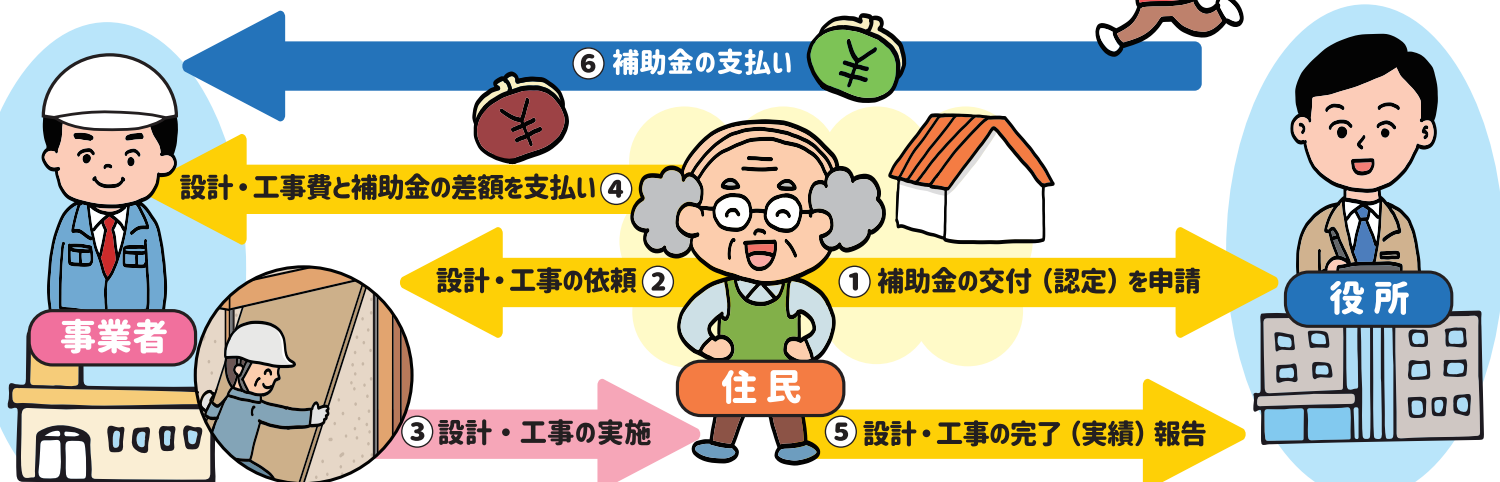 ⑥ 補助金の支払い
¥
¥
設計・工事費と補助金の差額を支払い④
設計・工事の依頼②
①補助金の交付（認定）を申請
役所
事業者
住民
③設計・工事の実施
⑤設計・工事の完了（実績）報告